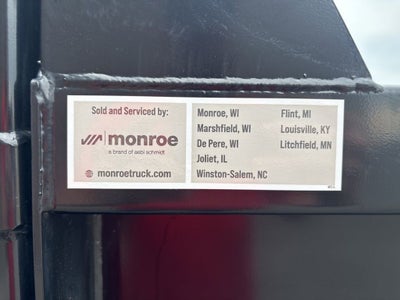 Sold and Serviced by:
monroe
a brand of aebi schmidt
monroetruck.com
Monroe, WI
Marshfield, WI
De Pere, WI
Joliet, IL
Winston-Salem, NC
Flint, MI
Louisville, KY
Litchfield, MN